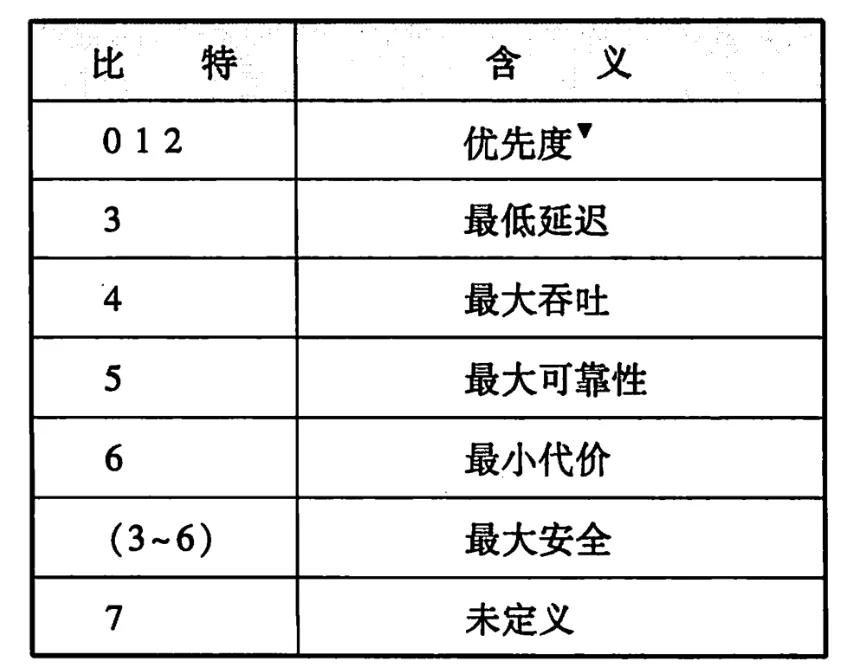 比 特 含 义
0 1 2 优先度▼
3 最低延迟
4 最大吞吐
5 最大可靠性
6 最小代价
(3~6) 最大安全
7 未定义